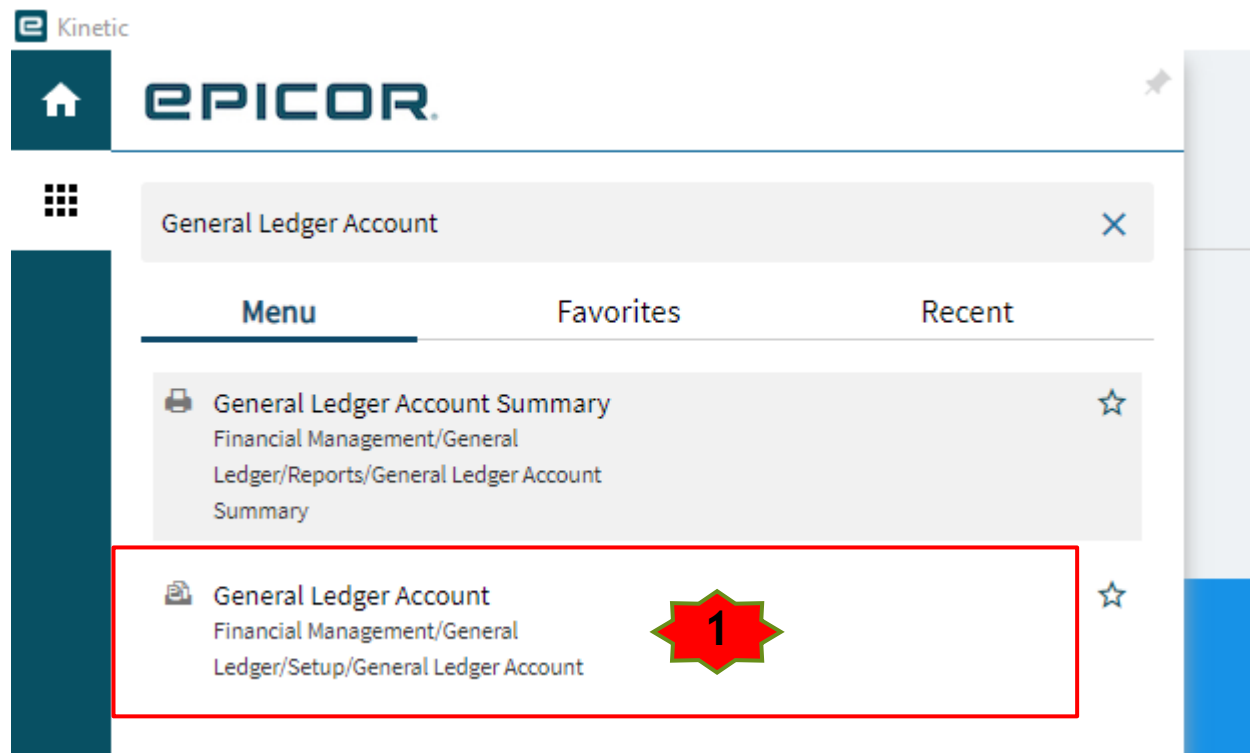 Kinetic
EPICOR.
General Ledger Account
Menu Favorites Recent
General Ledger Account Summary
Financial Management/General
Ledger/Reports/General Ledger Account
Summary
General Ledger Account
Financial Management/General
Ledger/Setup/General Ledger Account
1